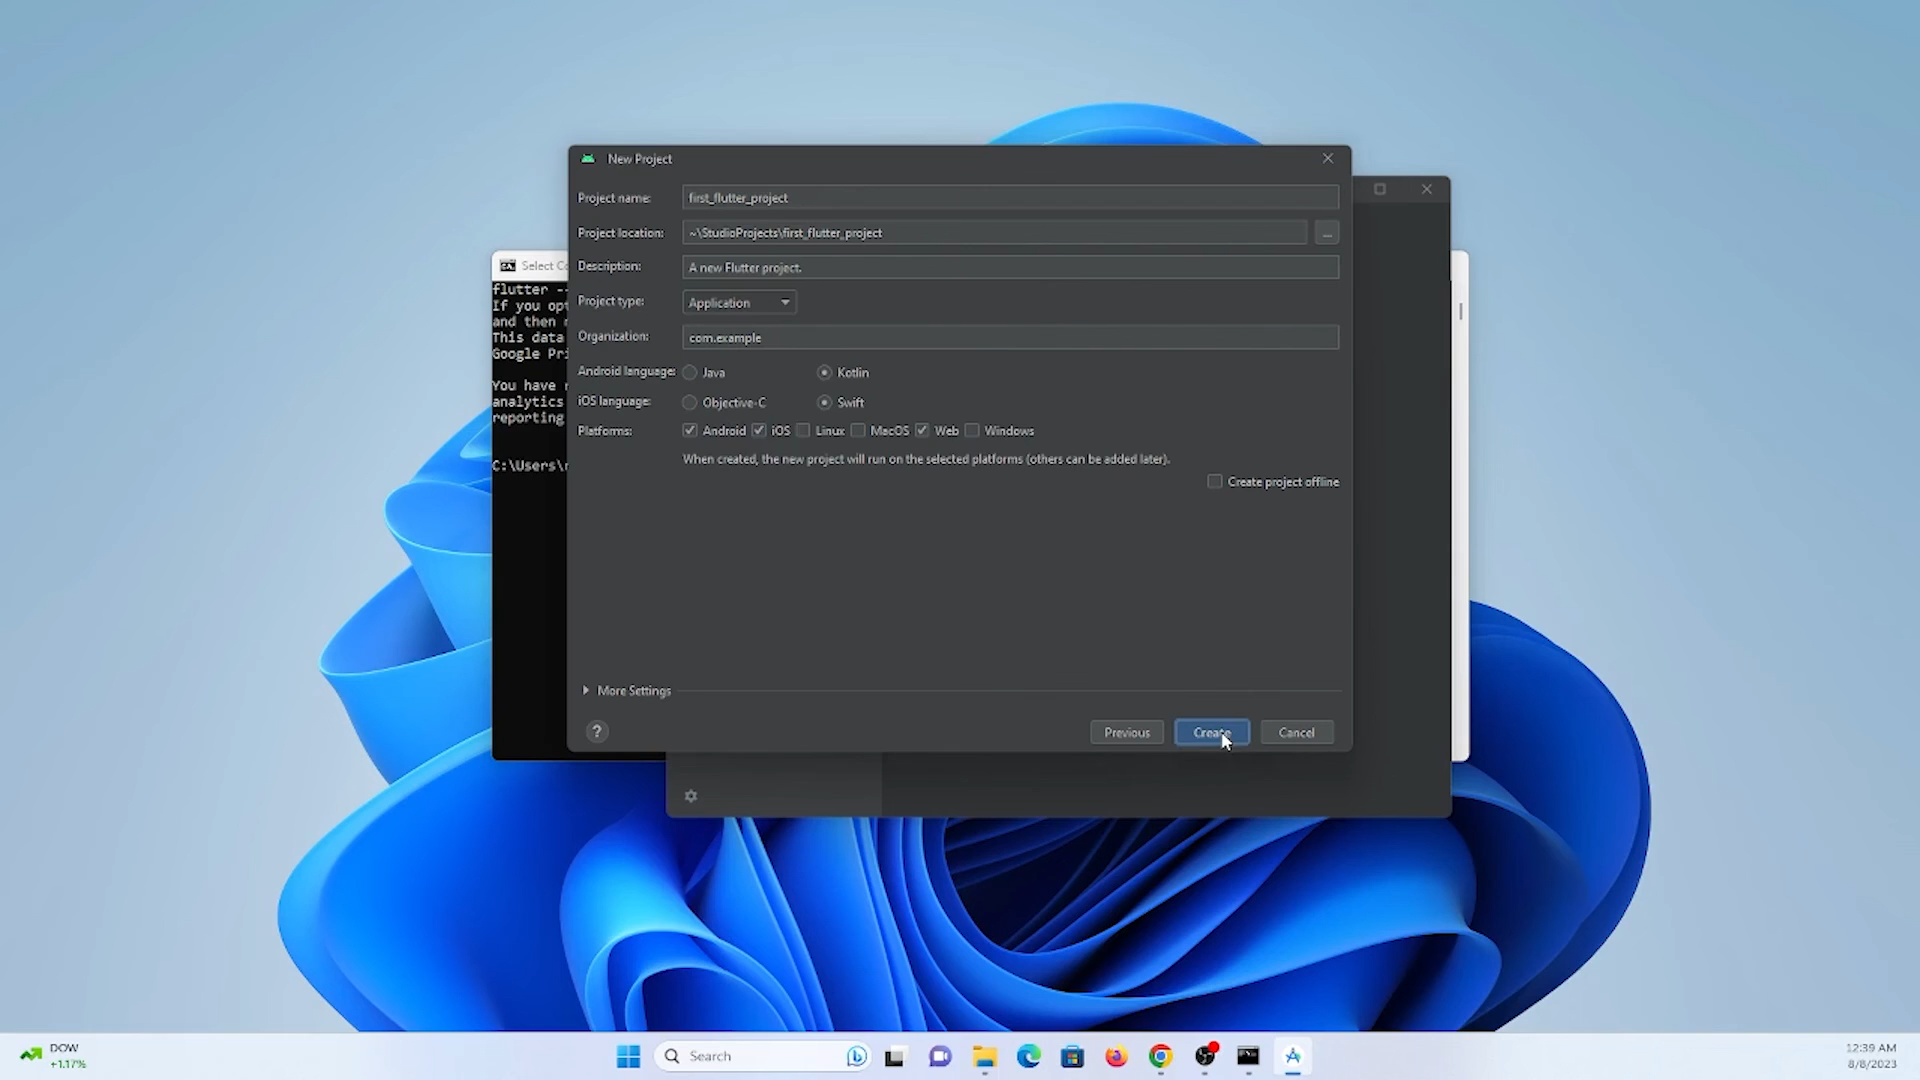 New Project
Project name: first_flutter_project
Project location: ~\StudioProjects\first_flutter_project ...
Description: A new Flutter project.
Project type: Application
Organization: com.example
Android language: Java Kotlin
iOS language: Objective-C Swift
Platforms: Android iOS Linux MacOS Web Windows
When created, the new project will run on the selected platforms (others can be added later).
Create project offline
More Settings
? Previous Create Cancel
Select
flutter --
If you
and then
This data
Google
You have
analytics
reporting
C:\Users\
DOW
+1.17%
Search
12:39 AM
8/8/2023